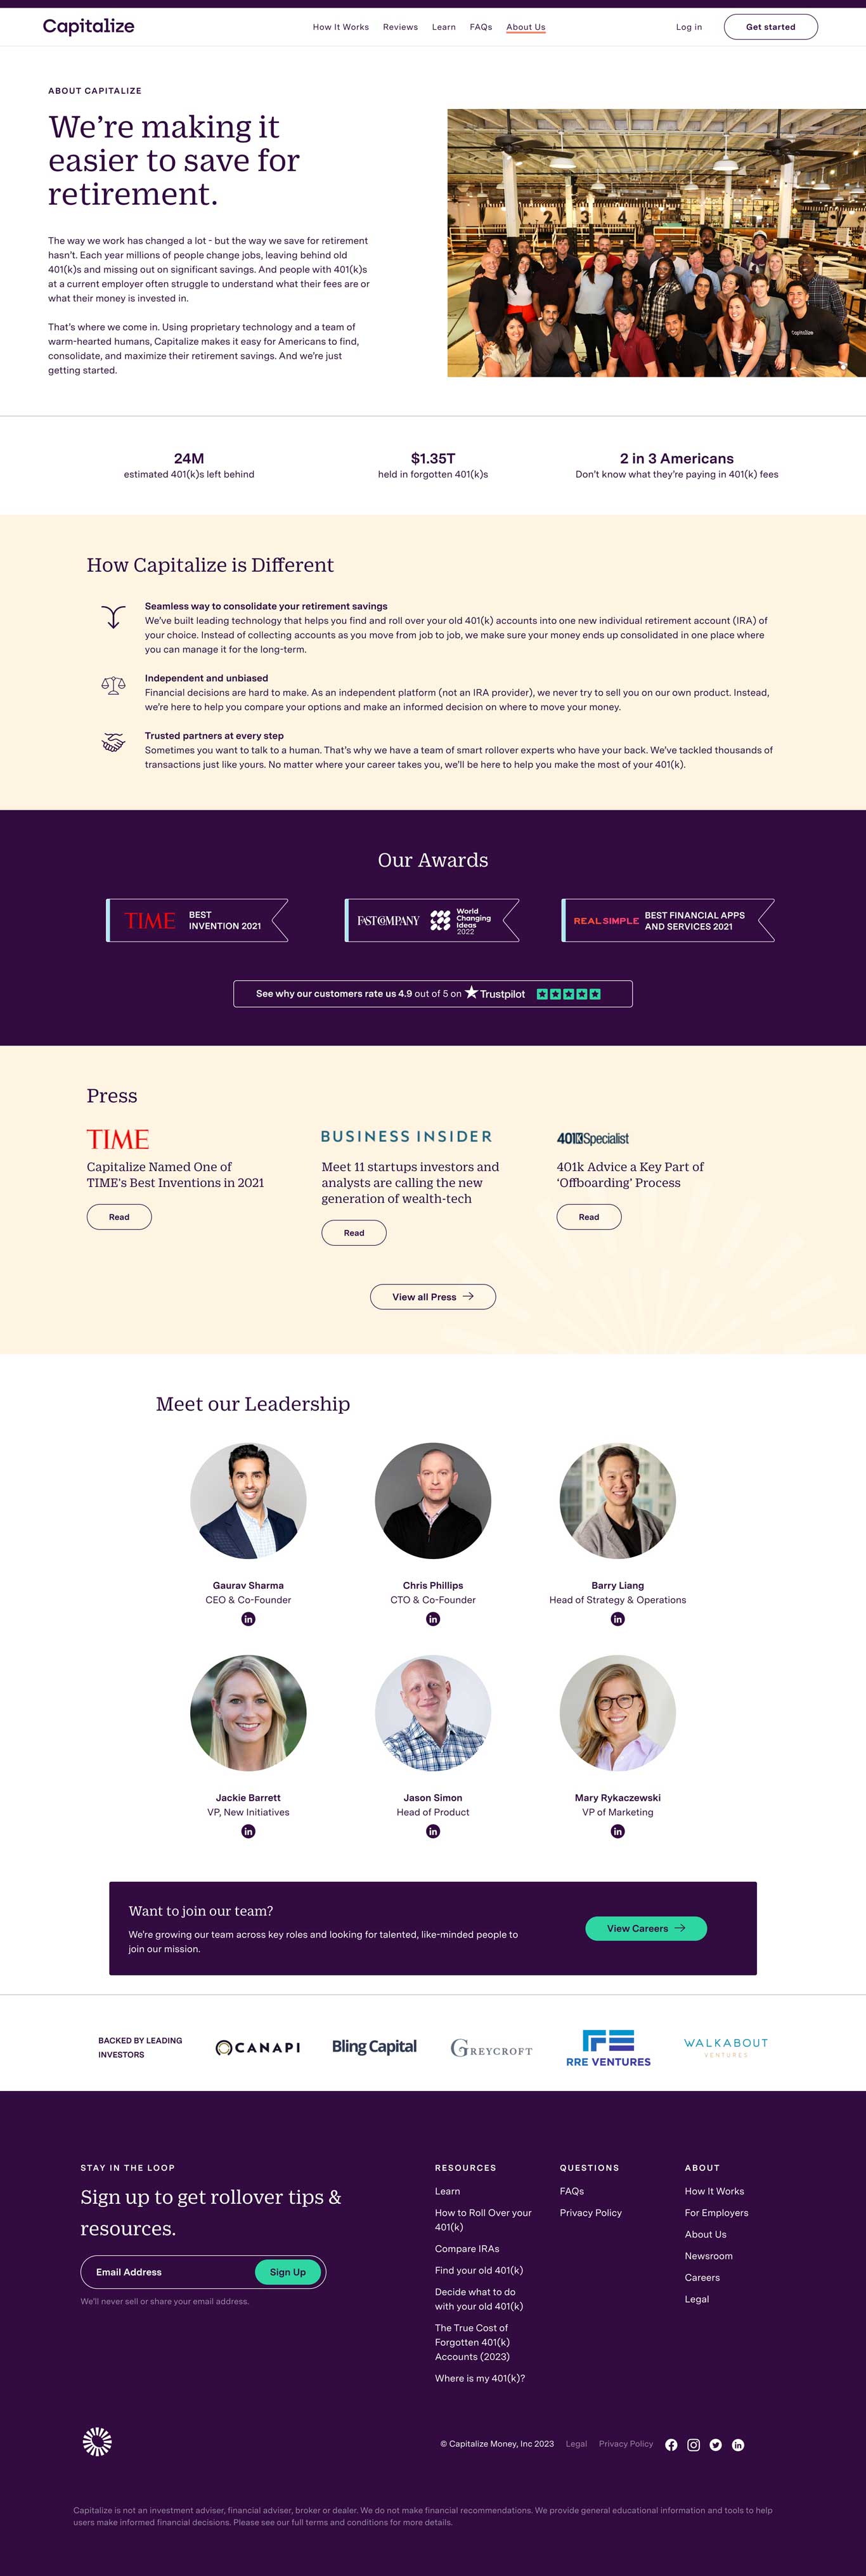 Capitalize
How It Works
Reviews
Learn
FAQs
About Us
Log in
Get started
ABOUT CAPITALIZE
We’re making it
easier to save for
retirement.
The way we work has changed a lot - but the way we save for retirement
hasn’t. Each year millions of people change jobs, leaving behind old
401(k)s and missing out on significant savings. And people with 401(k)s
at a current employer often struggle to understand what their fees are or
what their money is invested in.
That’s where we come in. Using proprietary technology and a team of
warm-hearted humans, Capitalize makes it easy for Americans to find,
consolidate, and maximize their retirement savings. And we’re just
getting started.
2 3 4
Capitalize
24M
estimated 401(k)s left behind
$1.35T
held in forgotten 401(k)s
2 in 3 Americans
Don’t know what they’re paying in 401(k) fees
How Capitalize is Different
Seamless way to consolidate your retirement savings
We’ve built leading technology that helps you find and roll over your old 401(k) accounts into one new individual retirement account (IRA) of
your choice. Instead of collecting accounts as you move from job to job, we make sure your money ends up consolidated in one place where
you can manage it for the long-term.
Independent and unbiased
Financial decisions are hard to make. As an independent platform (not an IRA provider), we never try to sell you on our own product. Instead,
we’re here to help you compare your options and make an informed decision on where to move your money.
Trusted partners at every step
Sometimes you want to talk to a human. That’s why we have a team of smart rollover experts who have your back. We’ve tackled thousands of
transactions just like yours. No matter where your career takes you, we’ll be here to help you make the most of your 401(k).
Our Awards
TIME
BEST
INVENTION 2021
FAST COMPANY
World
Changing
Ideas
2022
REAL SIMPLE
BEST FINANCIAL APPS
AND SERVICES 2021
See why our customers rate us 4.9 out of 5 on Trustpilot
Press
TIME
Capitalize Named One of
TIME’s Best Inventions in 2021
Read
BUSINESS INSIDER
Meet 11 startups investors and
analysts are calling the new
generation of wealth-tech
Read
401KSpecialist
401k Advice a Key Part of
‘Offboarding’ Process
Read
View all Press
Meet our Leadership
Gaurav Sharma
CEO & Co-Founder
in
Chris Phillips
CTO & Co-Founder
in
Barry Liang
Head of Strategy & Operations
in
Jackie Barrett
VP, New Initiatives
in
Jason Simon
Head of Product
in
Mary Rykaczewski
VP of Marketing
in
Want to join our team?
We’re growing our team across key roles and looking for talented, like-minded people to
join our mission.
View Careers
BACKED BY LEADING
INVESTORS
CANAPI
Bling Capital
GREYCROFT
RRE VENTURES
WALKABOUT
VENTURES
STAY IN THE LOOP
Sign up to get rollover tips &
resources.
Email Address
Sign Up
We’ll never sell or share your email address.
RESOURCES
Learn
How to Roll Over your
401(k)
Compare IRAs
Find your old 401(k)
Decide what to do
with your old 401(k)
The True Cost of
Forgotten 401(k)
Accounts (2023)
Where is my 401(k)?
QUESTIONS
FAQs
Privacy Policy
ABOUT
How It Works
For Employers
About Us
Newsroom
Careers
Legal
© Capitalize Money, Inc 2023
Legal
Privacy Policy
in
Capitalize is not an investment adviser, financial adviser, broker or dealer. We do not make financial recommendations. We provide general educational information and tools to help
users make informed financial decisions. Please see our full terms and conditions for more details.